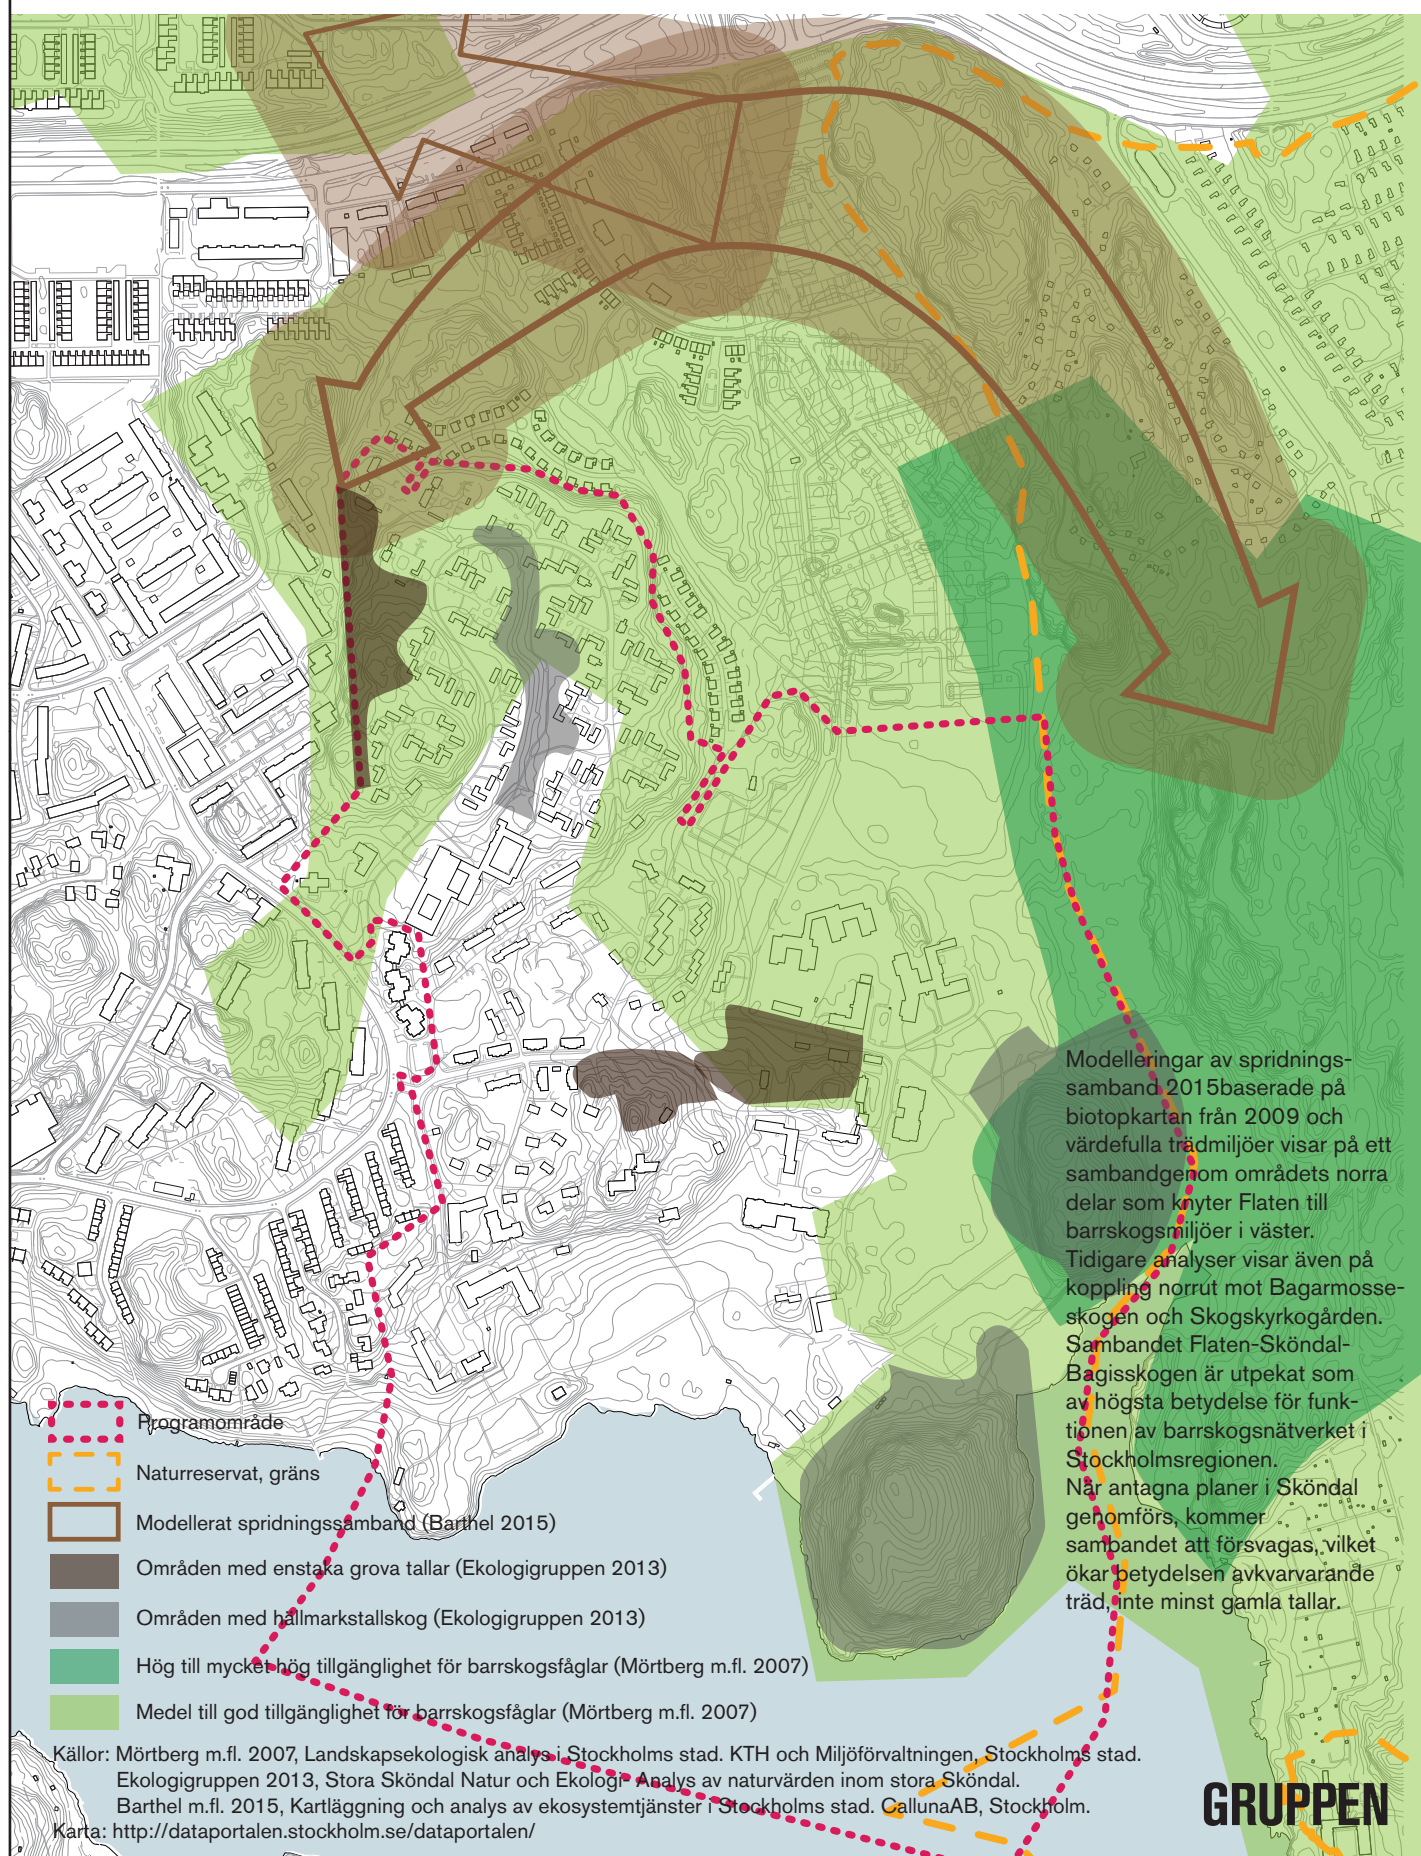 Modelleringar av spridnings-
samband 2015baserade på
biotopkartan från 2009 och
värdefulla trädmiljöer visar på ett
sambandgenom områdets norra
delar som knyter Flaten till
barrskogsmiljöer i väster.
Tidigare analyser visar även på
koppling norrut mot Bagarmosse-
skogen och Skogskyrkogården.
Sambandet Flaten-Sköndal-
Bagisskogen är utpekat som
av högsta betydelse för funk-
tionen av barrskogsnätverket i
Stockholmsregionen.
När antagna planer i Sköndal
genomförs, kommer
sambandet att försvagas, vilket
ökar betydelsen avkvarvarande
träd, inte minst gamla tallar.
Programområde
Naturreservat, gräns
Modellerat spridningssamband (Barthel 2015)
Områden med enstaka grova tallar (Ekologigruppen 2013)
Områden med hällmarkstallskog (Ekologigruppen 2013)
Hög till mycket hög tillgänglighet för barrskogsfåglar (Mörtberg m.fl. 2007)
Medel till god tillgänglighet för barrskogsfåglar (Mörtberg m.fl. 2007)
Källor: Mörtberg m.fl. 2007, Landskapsekologisk analys i Stockholms stad. KTH och Miljöförvaltningen, Stockholms stad.
Ekologigruppen 2013, Stora Sköndal Natur och Ekologi- Analys av naturvärden inom stora Sköndal.
Barthel m.fl. 2015, Kartläggning och analys av ekosystemtjänster i Stockholms stad. CallunaAB, Stockholm.
Karta: http://dataportalen.stockholm.se/dataportalen/
GRUPPEN